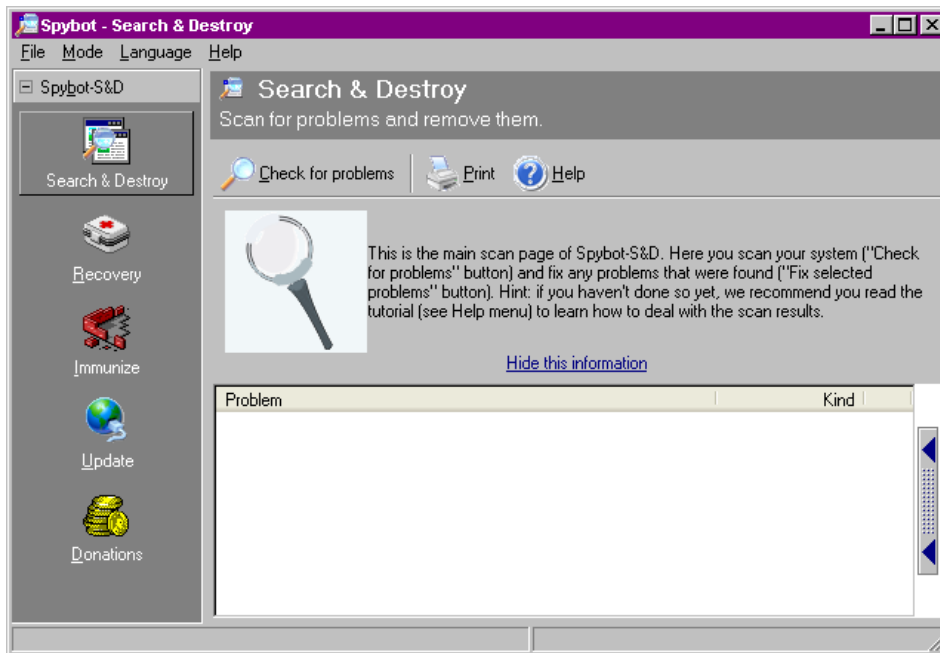 Spybot - Search & Destroy
File Mode Language Help
Spybot-S&D
Search & Destroy
Recovery
Immunize
Update
Donations
Search & Destroy
Scan for problems and remove them.
Check for problems Print Help
This is the main scan page of Spybot-S&D. Here you scan your system ("Check
for problems" button) and fix any problems that were found ("Fix selected
problems" button). Hint: if you haven't done so yet, we recommend you read the
tutorial (see Help menu) to learn how to deal with the scan results.
Hide this information
Problem Kind